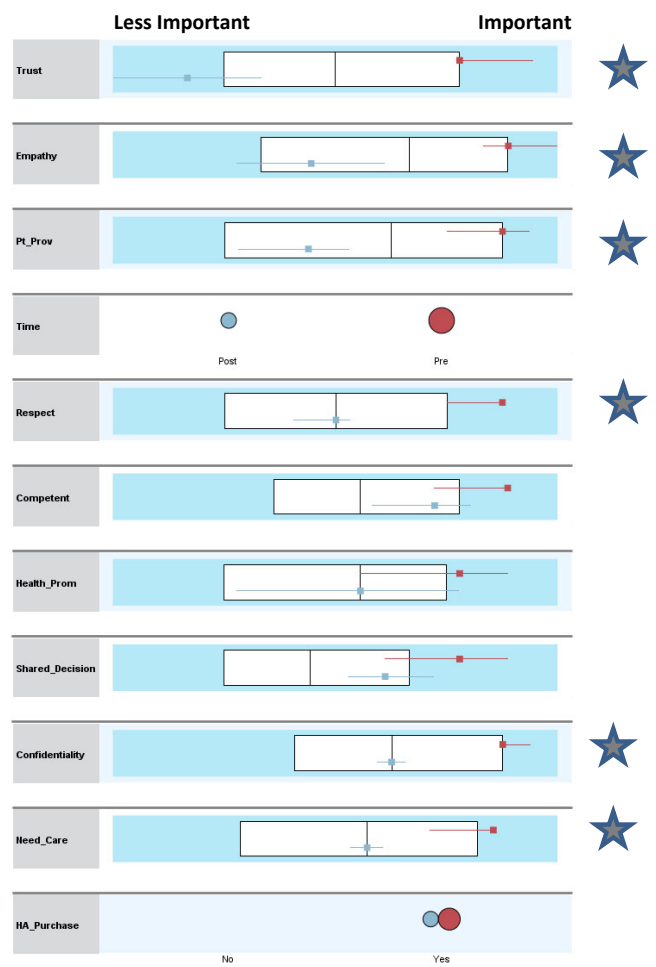 Less Important Important
Trust
Empathy
Pt_Prov
Time
Post Pre
Respect
Competent
Health_Prom
Shared_Decision
Confidentiality
Need_Care
HA_Purchase
No Yes